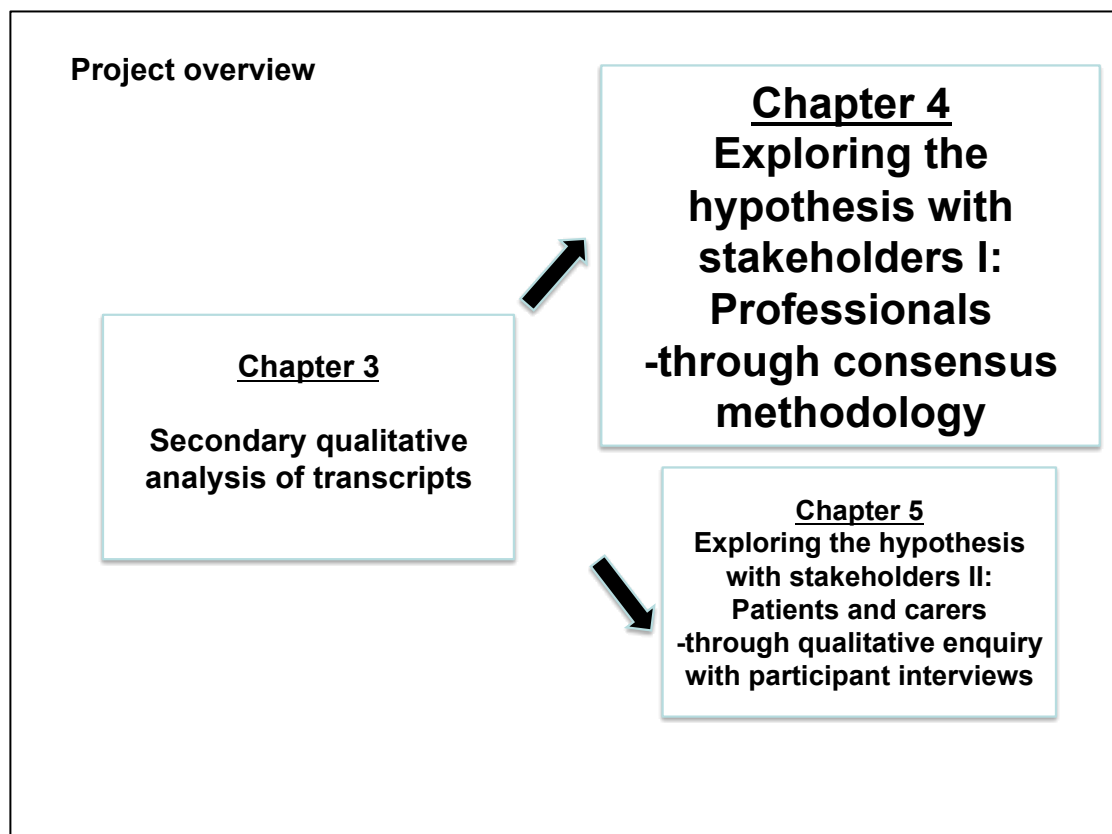 Project overview
Chapter 3
Secondary qualitative
analysis of transcripts
Chapter 4
Exploring the
hypothesis with
stakeholders I:
Professionals
-through consensus
methodology
Chapter 5
Exploring the hypothesis
with stakeholders II:
Patients and carers
-through qualitative enquiry
with participant interviews